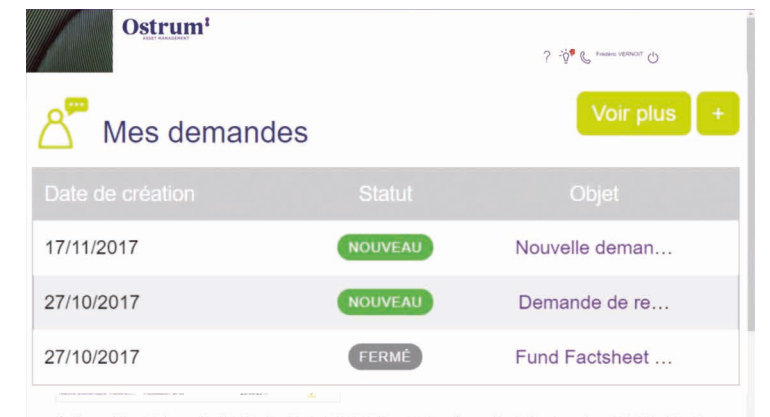 Ostrum
ASSET MANAGEMENT
? Frédéric VERNOIT
Mes demandes
Voir plus +
Date de création Statut Objet
17/11/2017 NOUVEAU Nouvelle deman...
27/10/2017 NOUVEAU Demande de re...
27/10/2017 FERMÉ Fund Factsheet ...